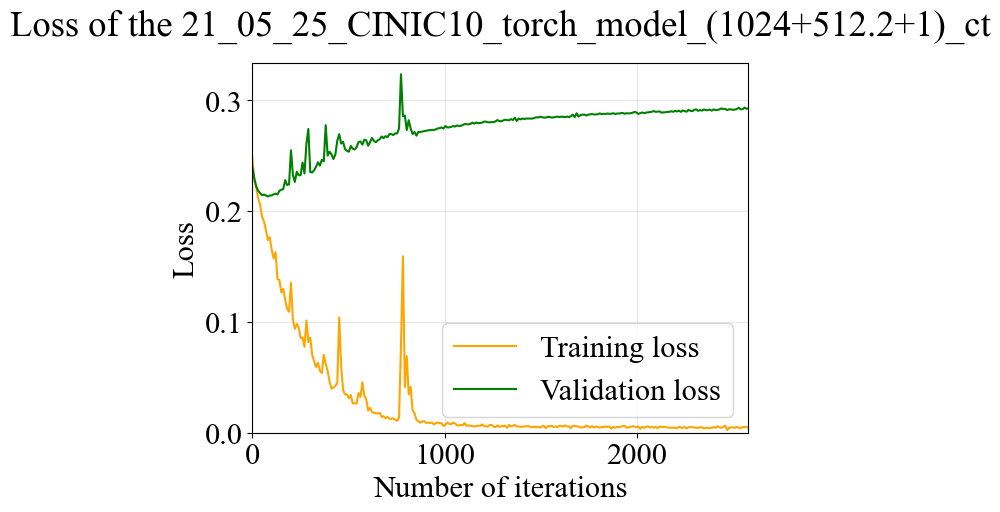 Loss of the 21_05_25_CINIC10_torch_model_(1024+512.2+1)_ct
0.3
0.2
0.1
0.0
Loss
Training loss
Validation loss
0 1000 2000
Number of iterations